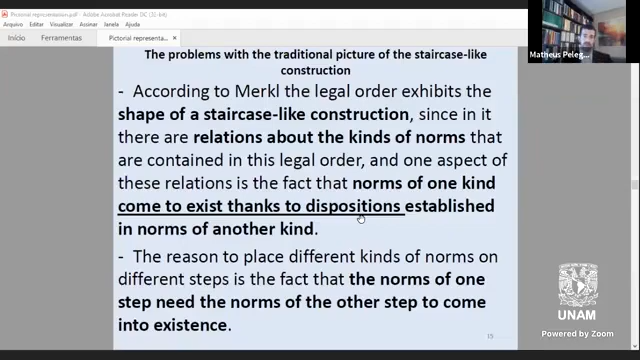 Pictorial representation.pdf - Adobe Acrobat Reader DC (32-bit)
Arquivo Editar Visualizar Assinar Janela Ajuda
Início Ferramentas Pictorial representa... ×
Matheus Peleg...
The problems with the traditional picture of the staircase-like
construction
- According to Merkl the legal order exhibits the
shape of a staircase-like construction, since in it
there are relations about the kinds of norms that
are contained in this legal order, and one aspect of
these relations is the fact that norms of one kind
come to exist thanks to dispositions established
in norms of another kind.
- The reason to place different kinds of norms on
different steps is the fact that the norms of one
step need the norms of the other step to come
into existence.
15
UNAM
Powered by Zoom